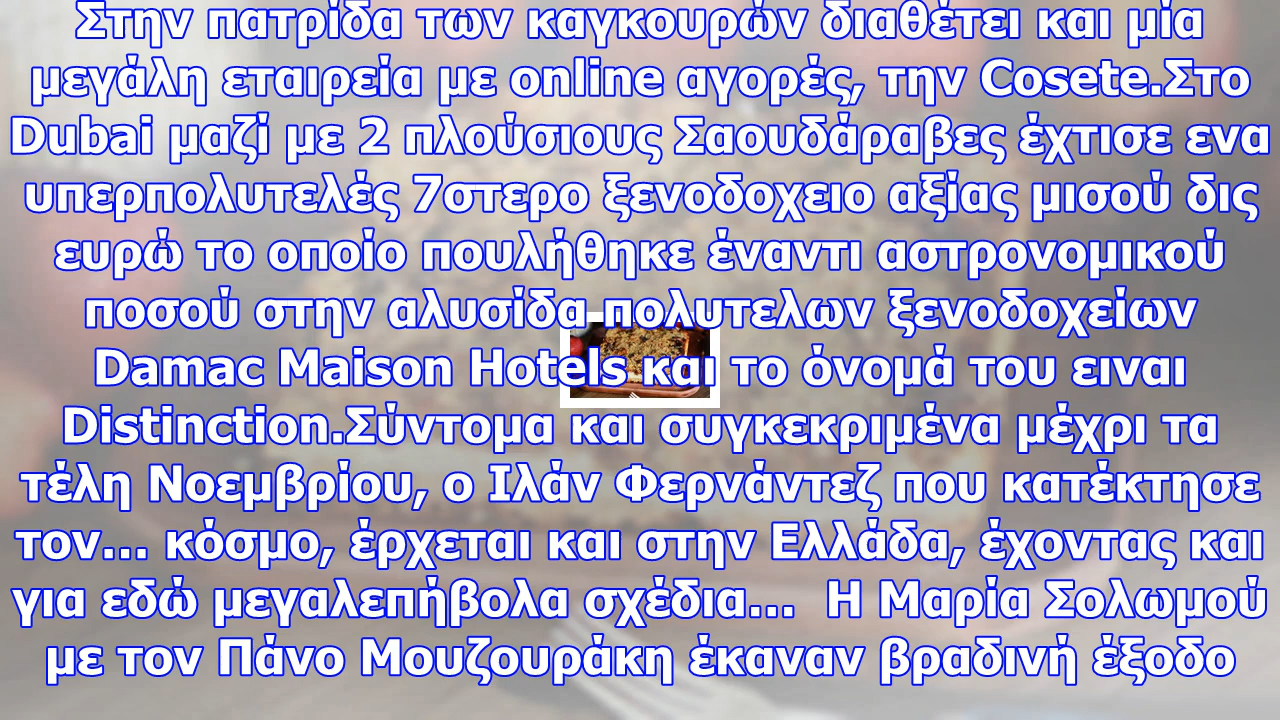 Στην πατρίδα των καγκουρών διαθέτει και μία
μεγάλη εταιρεία με online αγορές, την Cosete.Στο
Dubai μαζί με 2 πλούσιους Σαουδάραβες έχτισε ενα
υπερπολυτελές 7στερο ξενοδοχειο αξίας μισού δις
ευρώ το οποίο πουλήθηκε έναντι αστρονομικού
ποσού στην αλυσίδα πολυτελων ξενοδοχείων
Damac Maison Hotels και το όνομά του ειναι
Distinction.Σύντομα και συγκεκριμένα μέχρι τα
τέλη Νοεμβρίου, ο Ιλάν Φερνάντεζ που κατέκτησε
τον... κόσμο, έρχεται και στην Ελλάδα, έχοντας και
για εδώ μεγαλεπήβολα σχέδια...  Η Μαρία Σολωμού
με τον Πάνο Μουζουράκη έκαναν βραδινή έξοδο